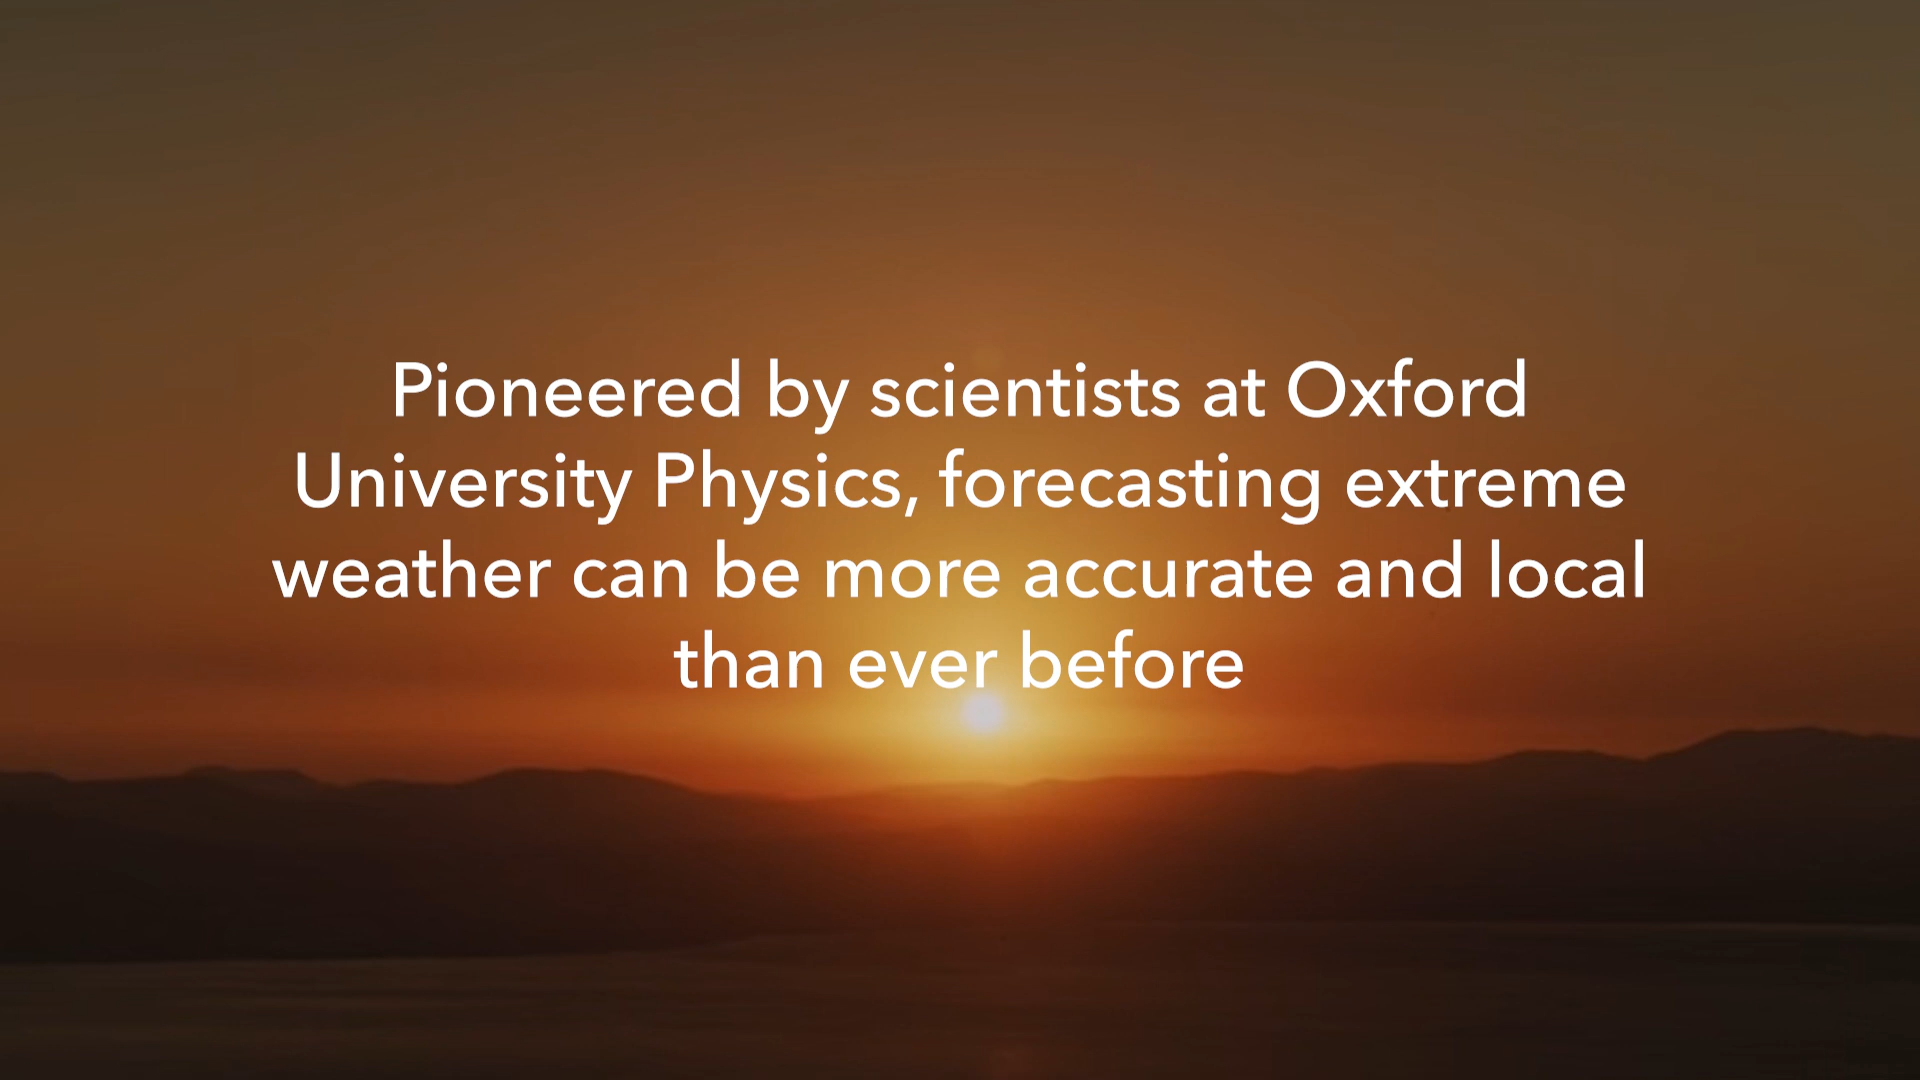 Pioneered by scientists at Oxford
University Physics, forecasting extreme
weather can be more accurate and local
than ever before